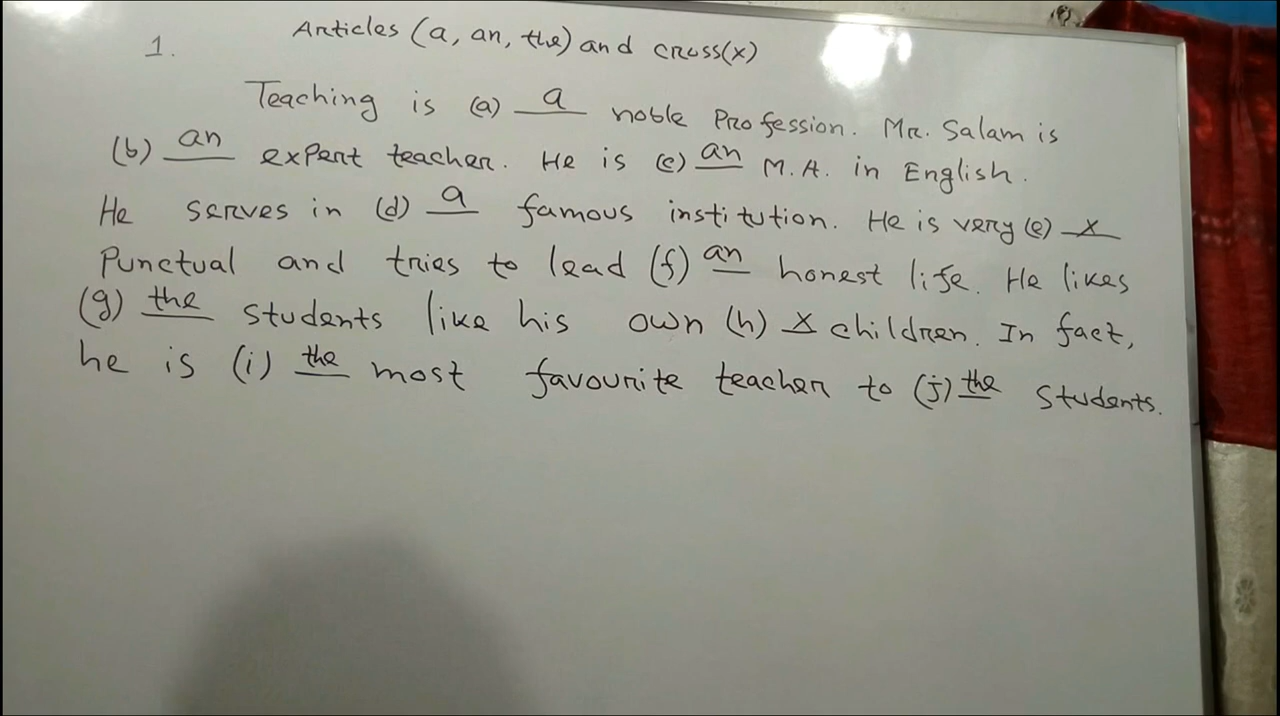 1. Articles (a, an, the) and cross(x)
Teaching is (a) a noble Profession. Mr. Salam is
(b) an expert teacher. He is (c) an M.A. in English.
He serves in (d) a famous institution. He is very (e) x
Punctual and tries to lead (f) an honest life. He likes
(g) the students like his own (h) x children. In fact,
he is (i) the most favourite teacher to (j) the students.